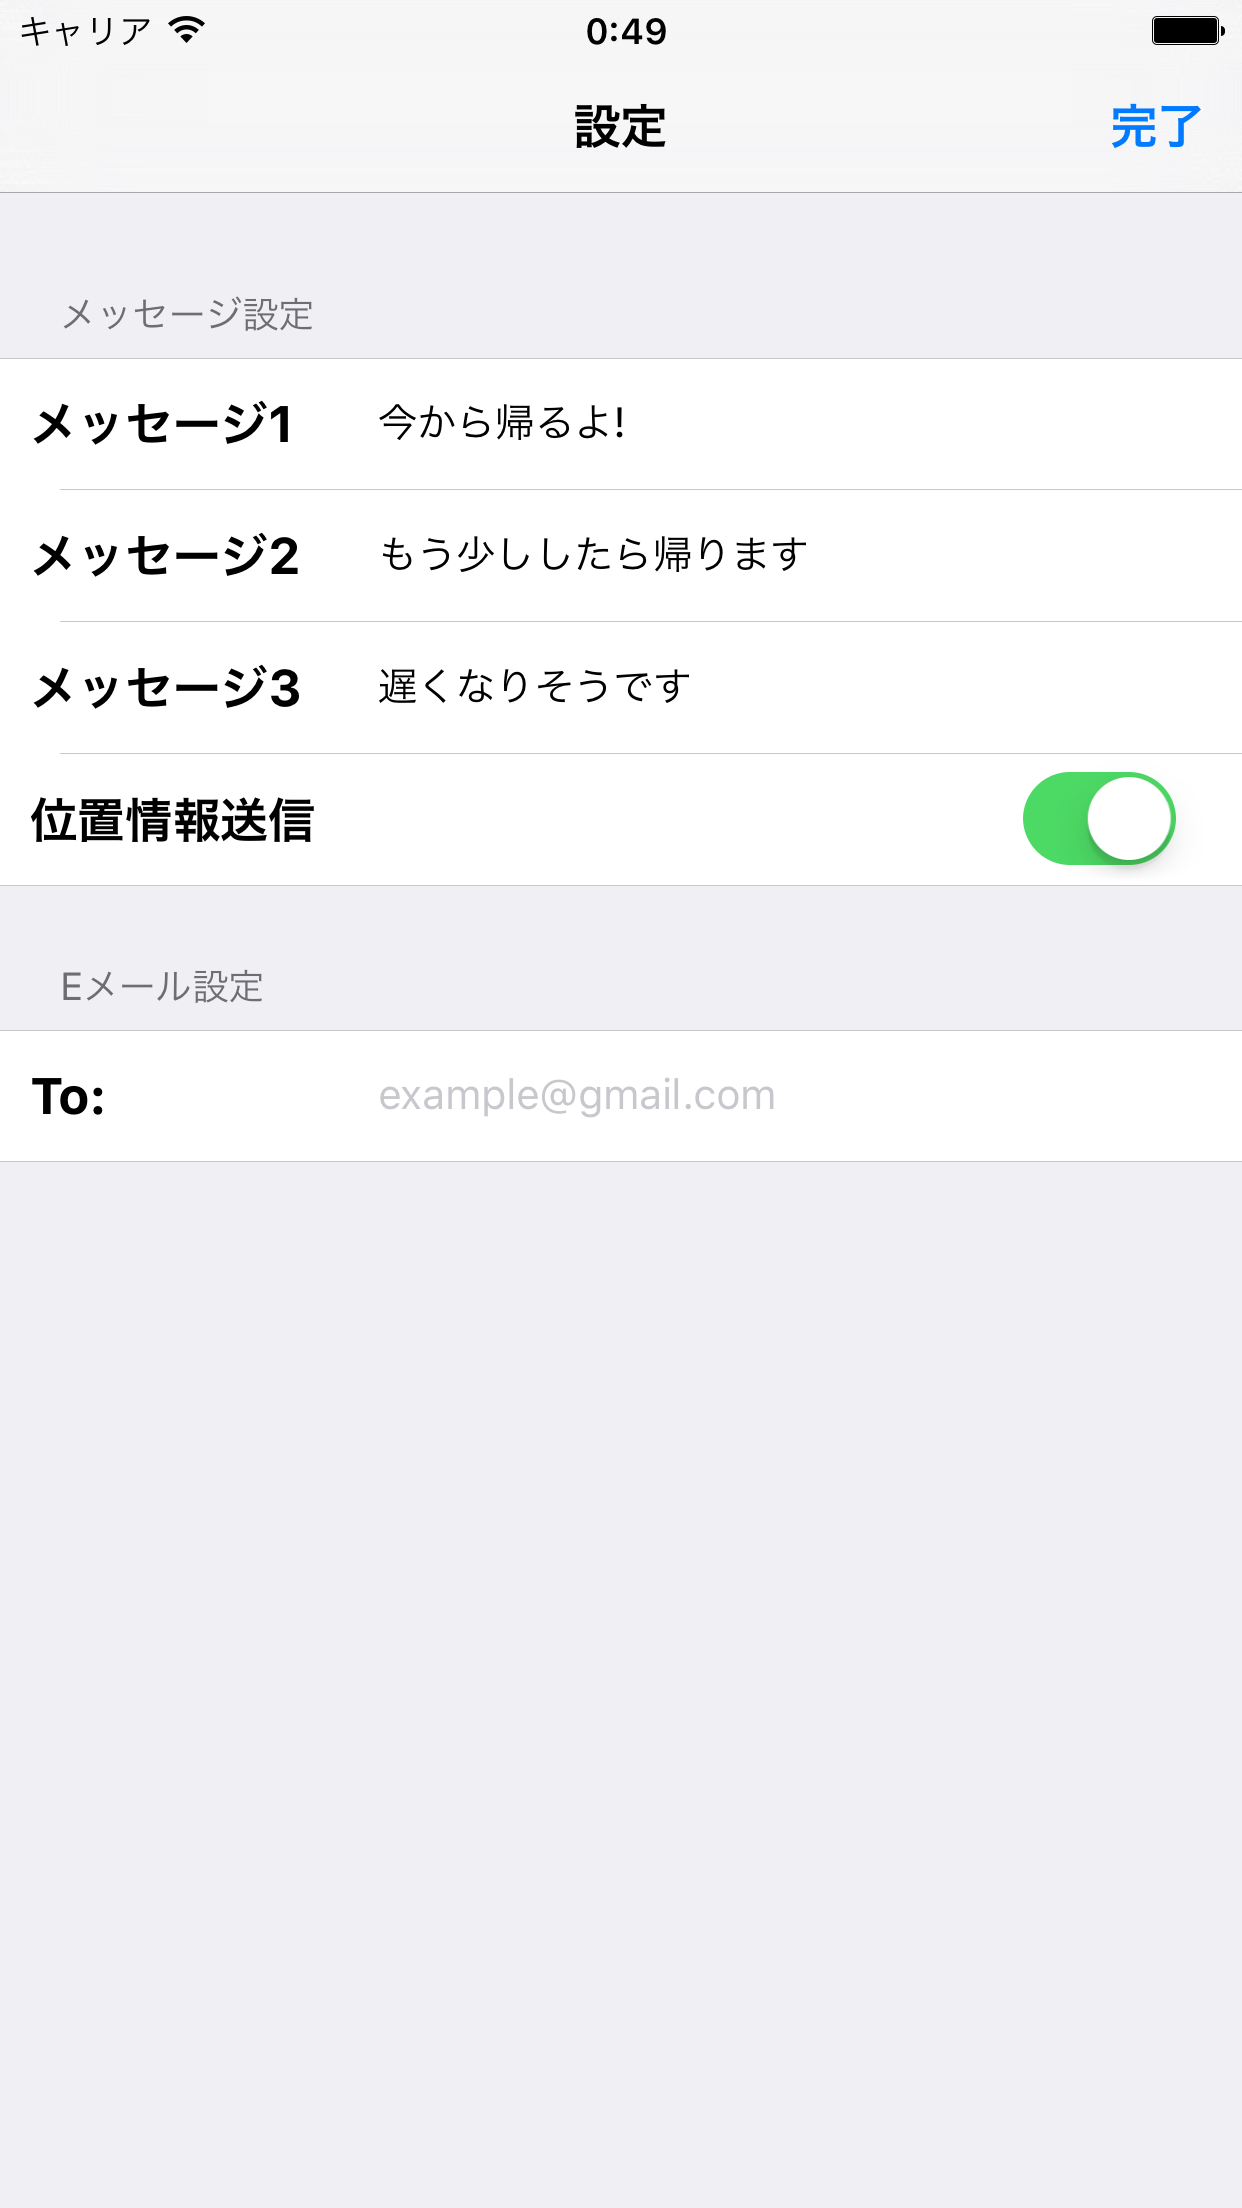 キャリア 0:49
設定 完了
メッセージ設定
メッセージ1 今から帰るよ!
メッセージ2 もう少ししたら帰ります
メッセージ3 遅くなりそうです
位置情報送信
Eメール設定
To: example@gmail.com